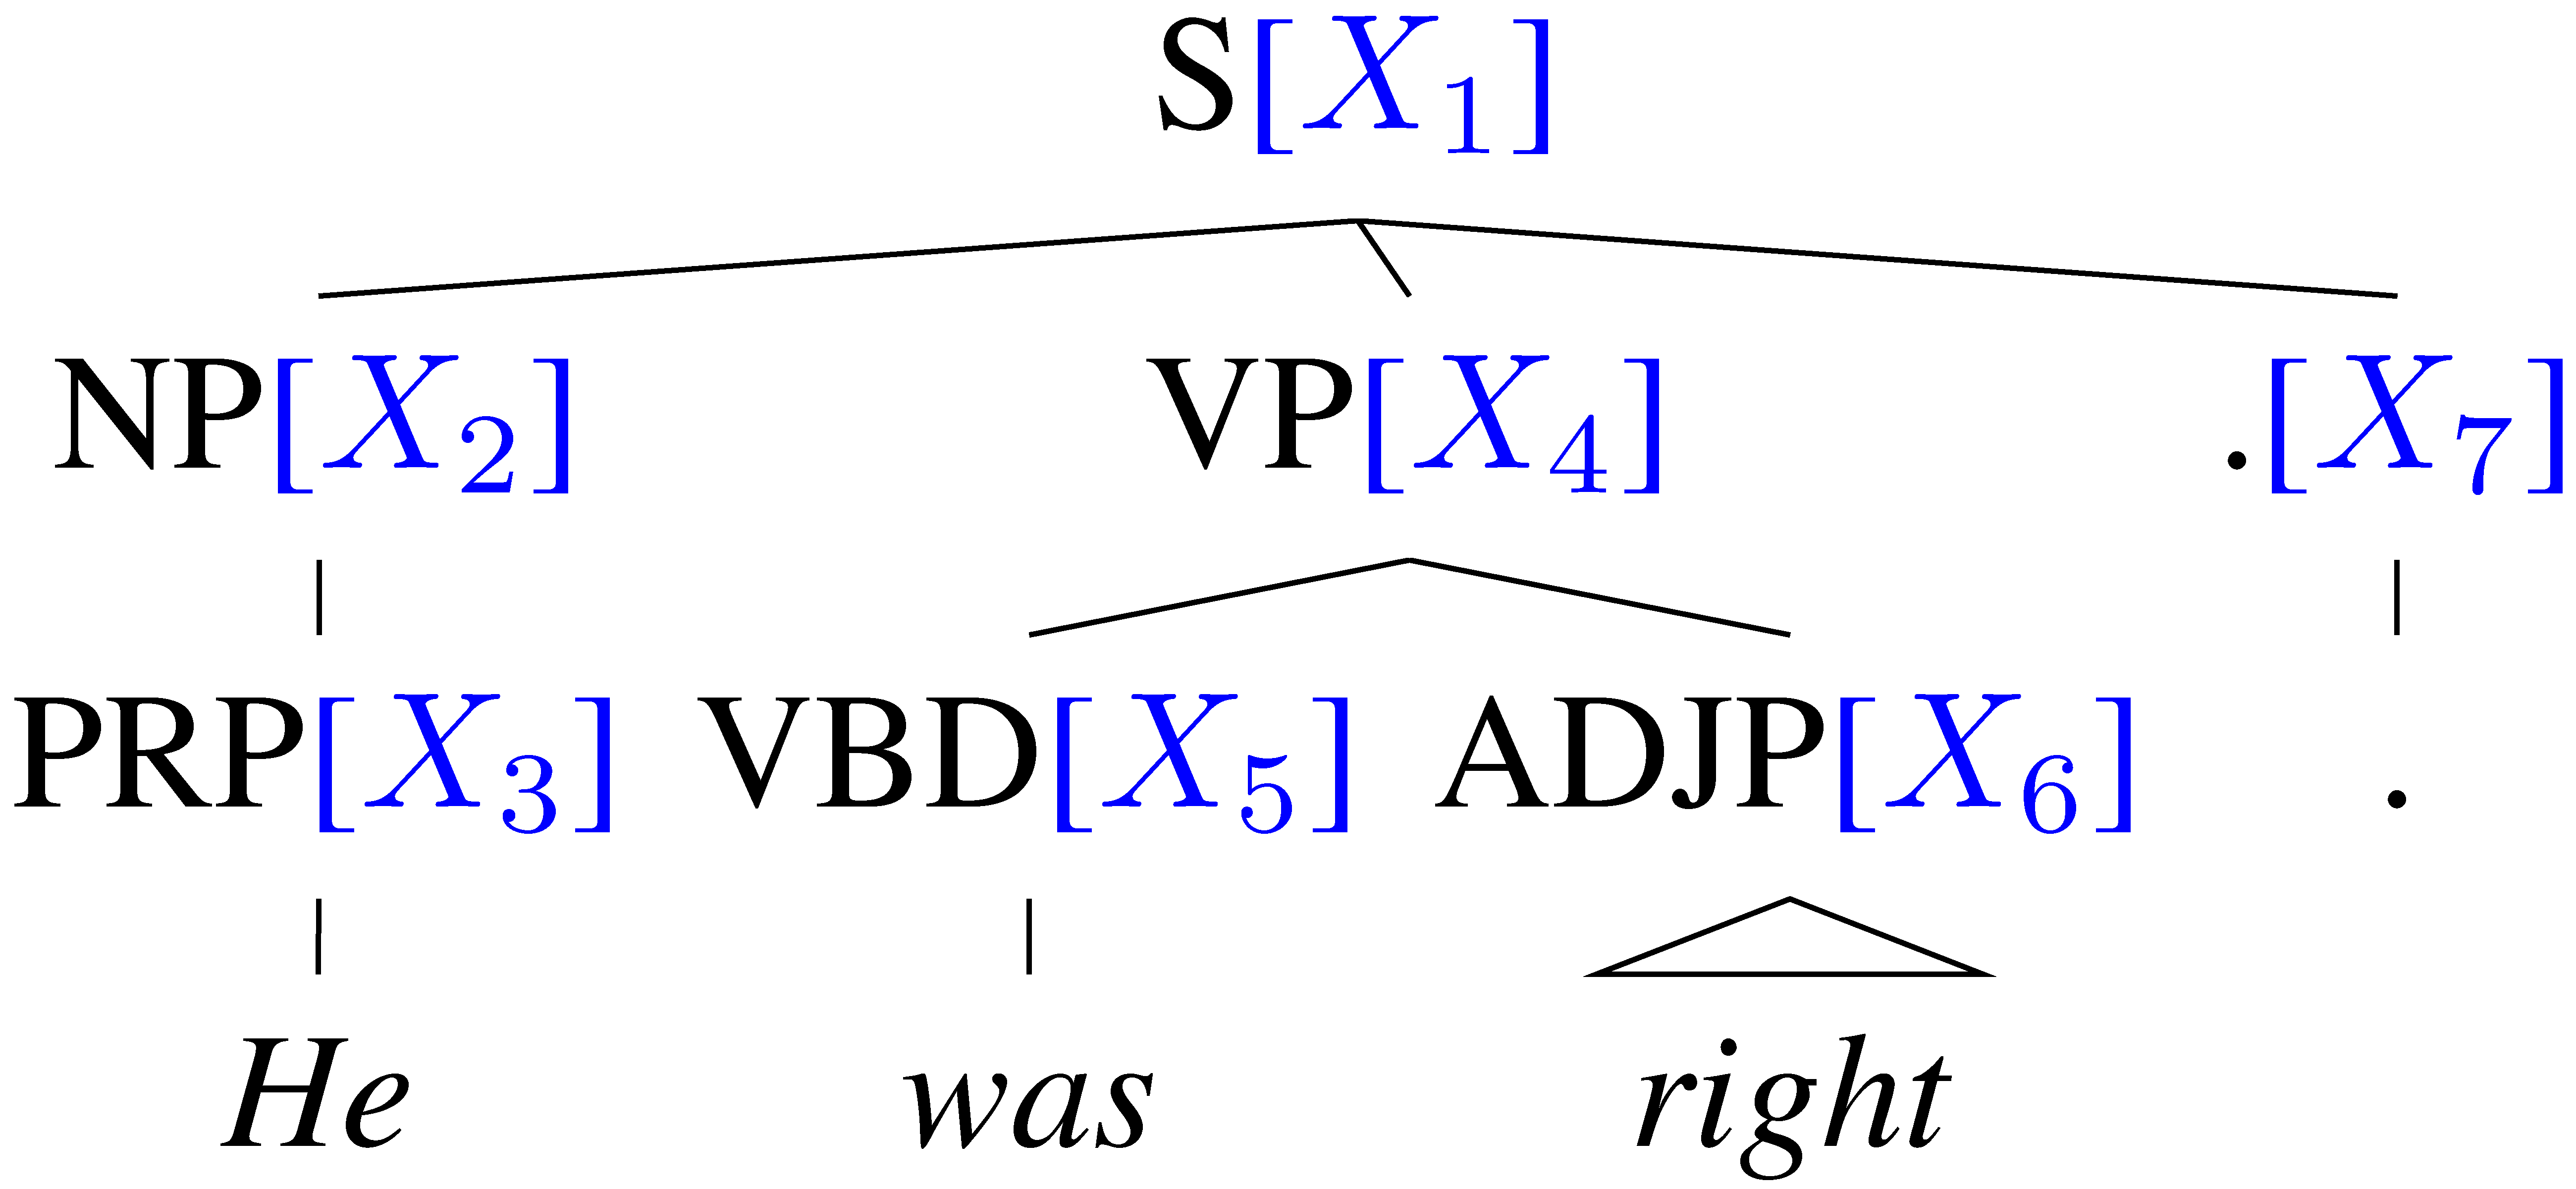 S[X₁]
NP[X₂] VP[X₄] .[X₇]
PRP[X₃] VBD[X₅] ADJP[X₆] .
He was right